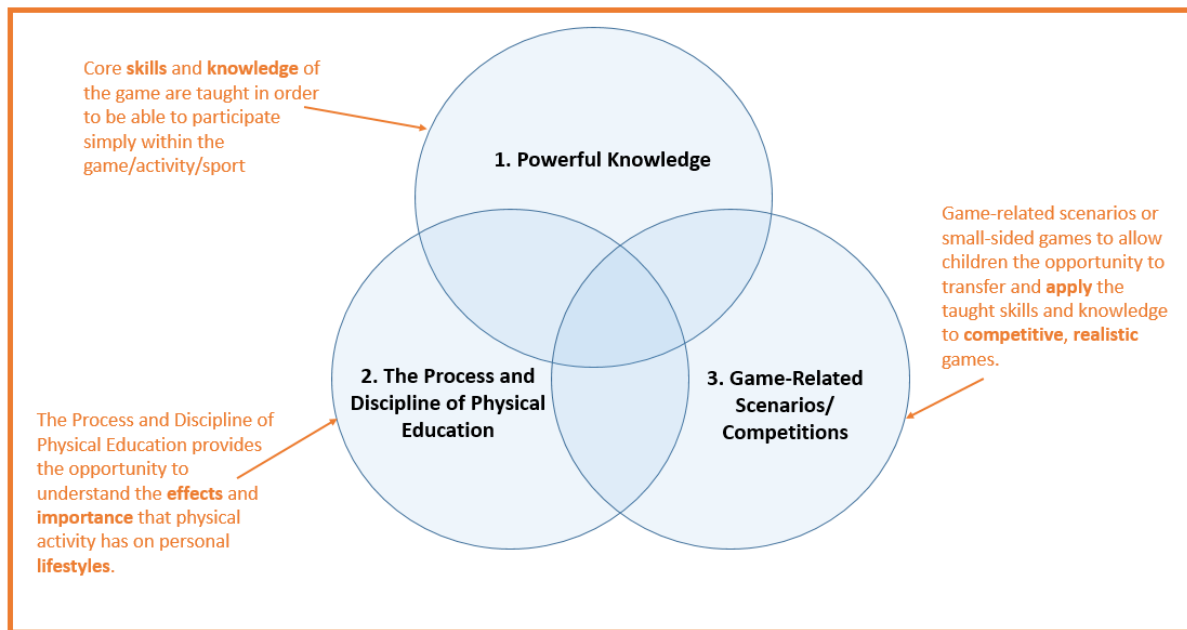 Core skills and knowledge of
the game are taught in order
to be able to participate
simply within the
game/activity/sport
1. Powerful Knowledge
Game-related scenarios or
small-sided games to allow
children the opportunity to
transfer and apply the
taught skills and knowledge
to competitive, realistic
games.
2. The Process and
Discipline of Physical
Education
3. Game-Related
Scenarios/
Competitions
The Process and Discipline of
Physical Education provides
the opportunity to
understand the effects and
importance that physical
activity has on personal
lifestyles.